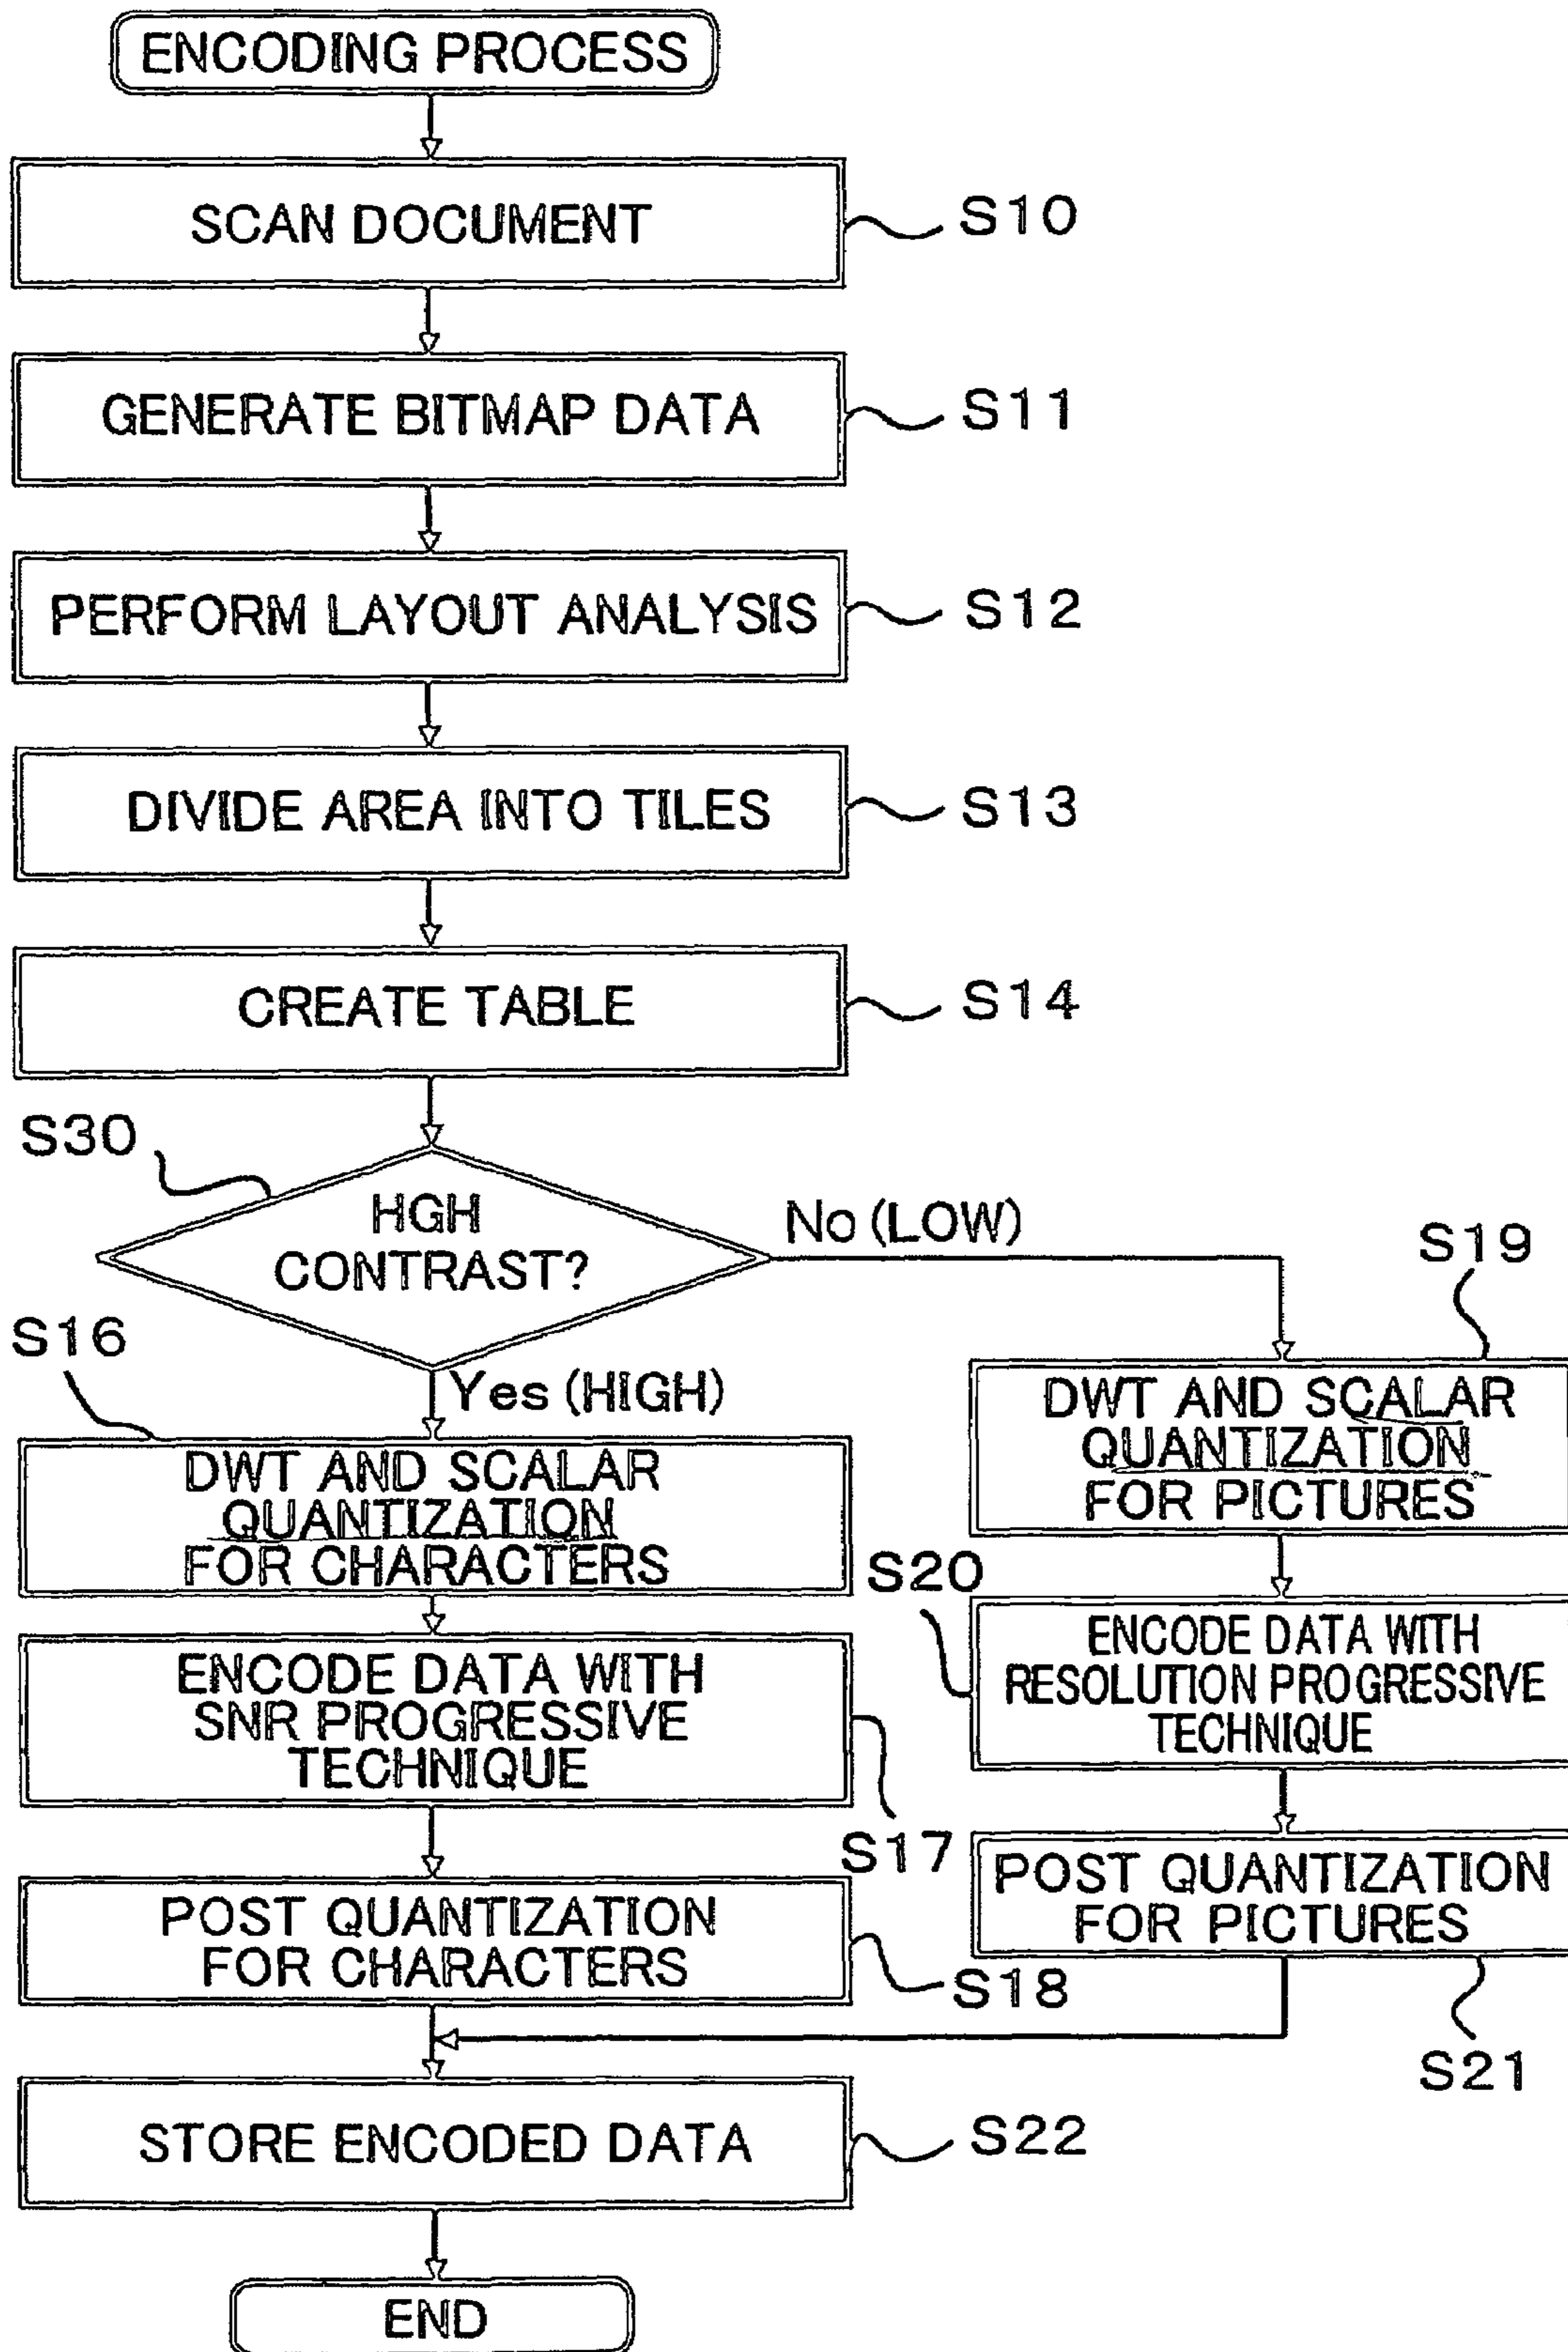 ENCODING PROCESS
SCAN DOCUMENT
S10
GENERATE BITMAP DATA
S11
PERFORM LAYOUT ANALYSIS
S12
DIVIDE AREA INTO TILES
S13
CREATE TABLE
S14
S30
HGH
CONTRAST?
No (LOW)
Yes (HIGH)
S16
DWT AND SCALAR
QUANTIZATION
FOR CHARACTERS
ENCODE DATA WITH
SNR PROGRESSIVE
TECHNIQUE
S17
POST QUANTIZATION
FOR CHARACTERS
S18
S19
DWT AND SCALAR
QUANTIZATION
FOR PICTURES
S20
ENCODE DATA WITH
RESOLUTION PROGRESSIVE
TECHNIQUE
POST QUANTIZATION
FOR PICTURES
S21
STORE ENCODED DATA
S22
END